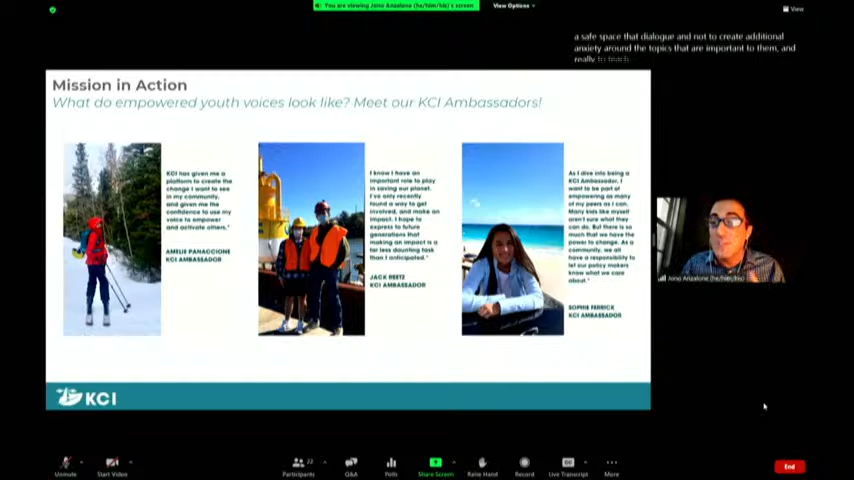 You are viewing Jono Anzalone (he/him/his)'s screen
View Options
View
a safe space that dialogue and not to create additional
anxiety around the topics that are important to them, and
really to teach
Mission in Action
What do empowered youth voices look like? Meet our KCI Ambassadors!
KCI has given me a
platform to create the
change I want to see
in my community,
and given me the
confidence to use my
voice to empower
and activate others."
AMELIE PANACCIONE
KCI AMBASSADOR
I know I have an
important role to play
in saving our planet.
I've only recently
found a way to get
involved, and make an
impact. I hope to
express to future
generations that
making an impact is a
far less daunting task
than I anticipated."
JACK REETZ
KCI AMBASSADOR
As I dive into being a
KCI Ambassador, I
want to be part of
empowering as many
of my peers as I can.
Many kids like myself
aren't sure what they
can do. But there is so
much that we have the
power to change. As a
community, we all
have a responsibility to
let our policy makers
know what we care
about."
SOPHIE FERRICK
KCI AMBASSADOR
Jono Anzalone (he/him/his)
KCI
Unmute
Start Video
Participants
22
Q&A
Polls
Share Screen
Raise Hand
Record
Live Transcript
More
End